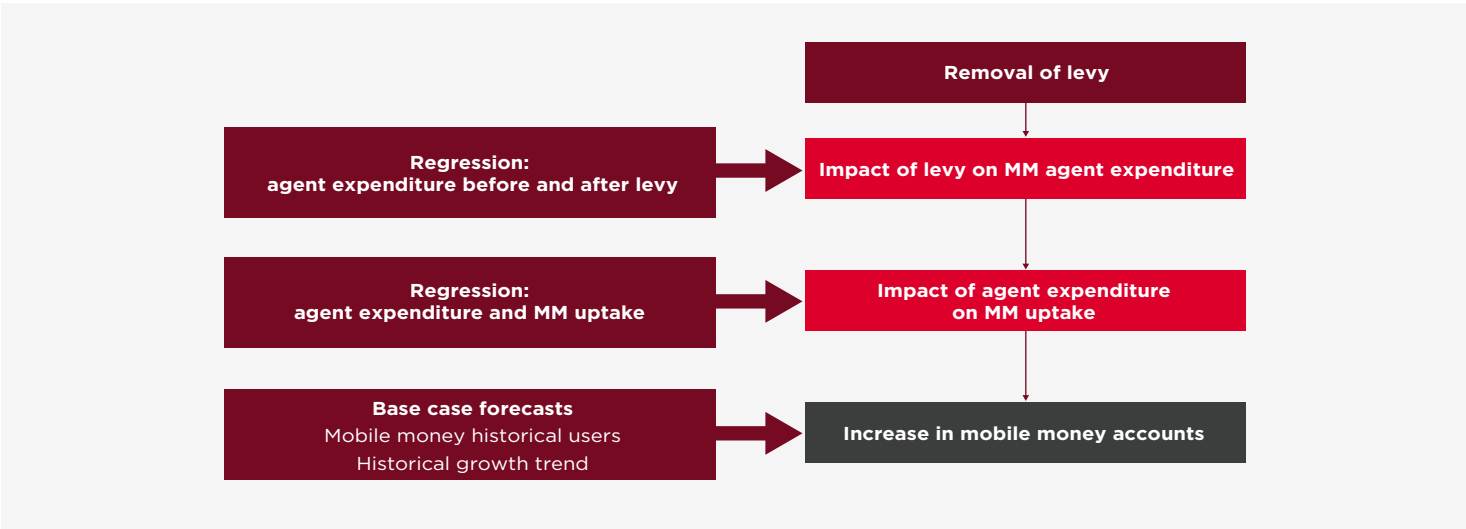 Removal of levy
Regression:
agent expenditure before and after levy
Impact of levy on MM agent expenditure
Regression:
agent expenditure and MM uptake
Impact of agent expenditure
on MM uptake
Base case forecasts
Mobile money historical users
Historical growth trend
Increase in mobile money accounts